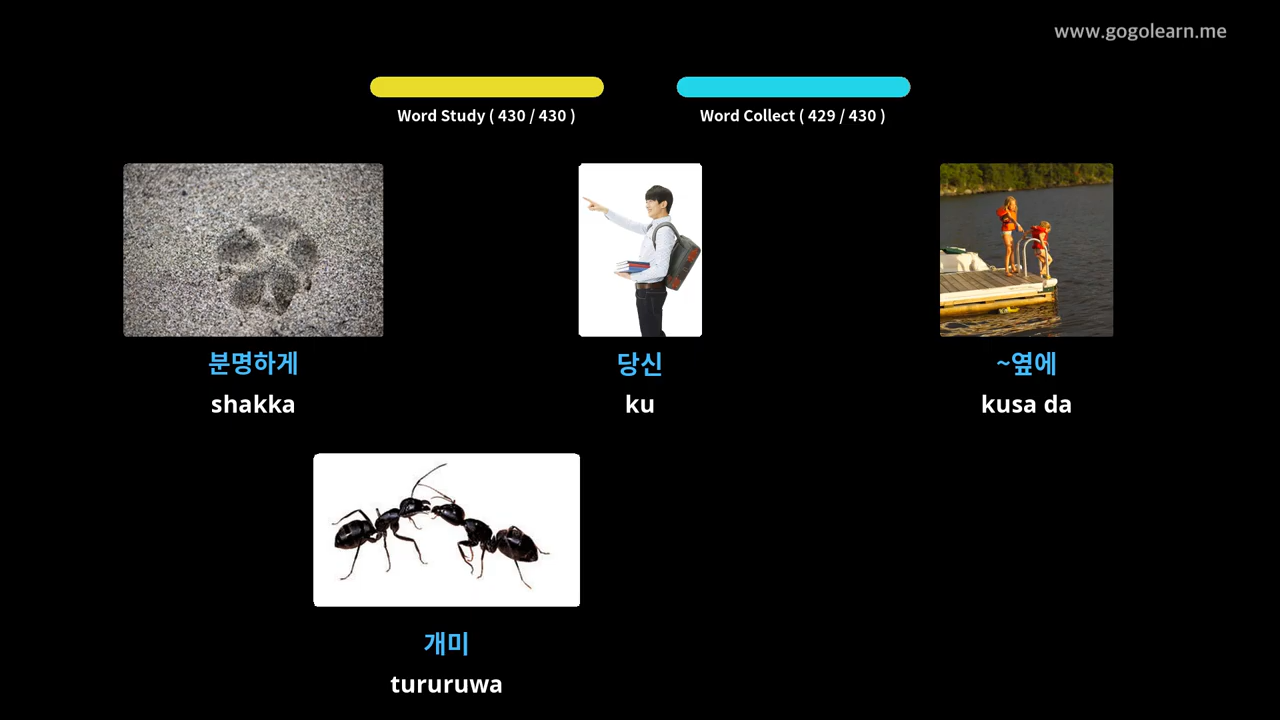 www.gogolearn.me
Word Study ( 430 / 430 )
Word Collect ( 429 / 430 )
분명하게
shakka
당신
ku
~옆에
kusa da
개미
tururuwa